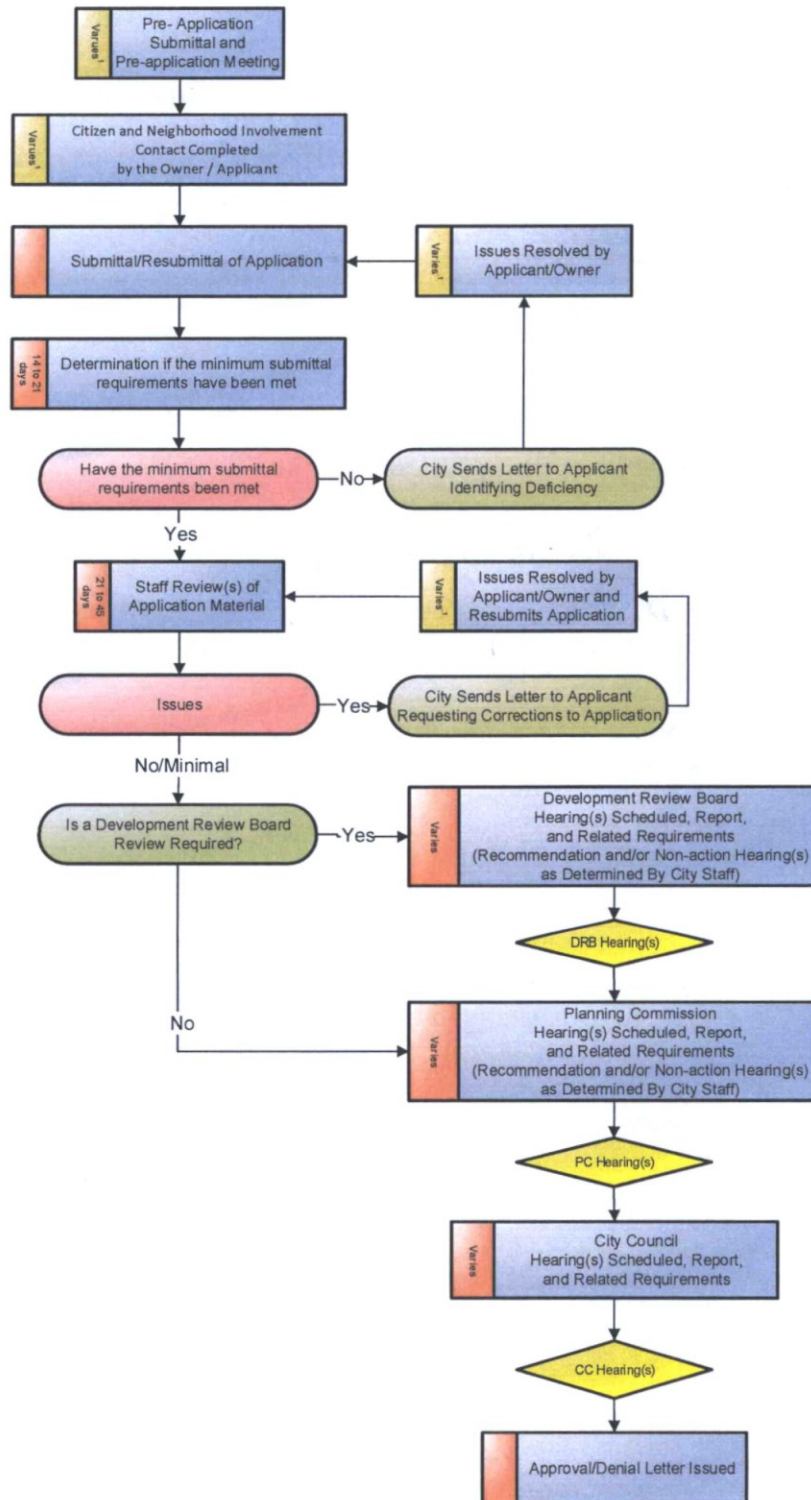 Varues¹
Pre- Application
Submittal and
Pre-application Meeting
Varues¹
Citizen and Neighborhood Involvement
Contact Completed
by the Owner / Applicant
Submittal/Resubmittal of Application
Varies¹
Issues Resolved by
Applicant/Owner
14 to 21
days
Determination if the minimum submittal
requirements have been met
Have the minimum submittal
requirements been met
No
City Sends Letter to Applicant
Identifying Deficiency
Yes
21 to 45
days
Staff Review(s) of
Application Material
Varies¹
Issues Resolved by
Applicant/Owner and
Resubmits Application
Issues
Yes
City Sends Letter to Applicant
Requesting Corrections to Application
No/Minimal
Is a Development Review Board
Review Required?
Yes
Varies
Development Review Board
Hearing(s) Scheduled, Report,
and Related Requirements
(Recommendation and/or Non-action Hearing(s)
as Determined By City Staff)
DRB Hearing(s)
No
Varies
Planning Commission
Hearing(s) Scheduled, Report,
and Related Requirements
(Recommendation and/or Non-action Hearing(s)
as Determined By City Staff)
PC Hearing(s)
Varies
City Council
Hearing(s) Scheduled, Report,
and Related Requirements
CC Hearing(s)
Approval/Denial Letter Issued